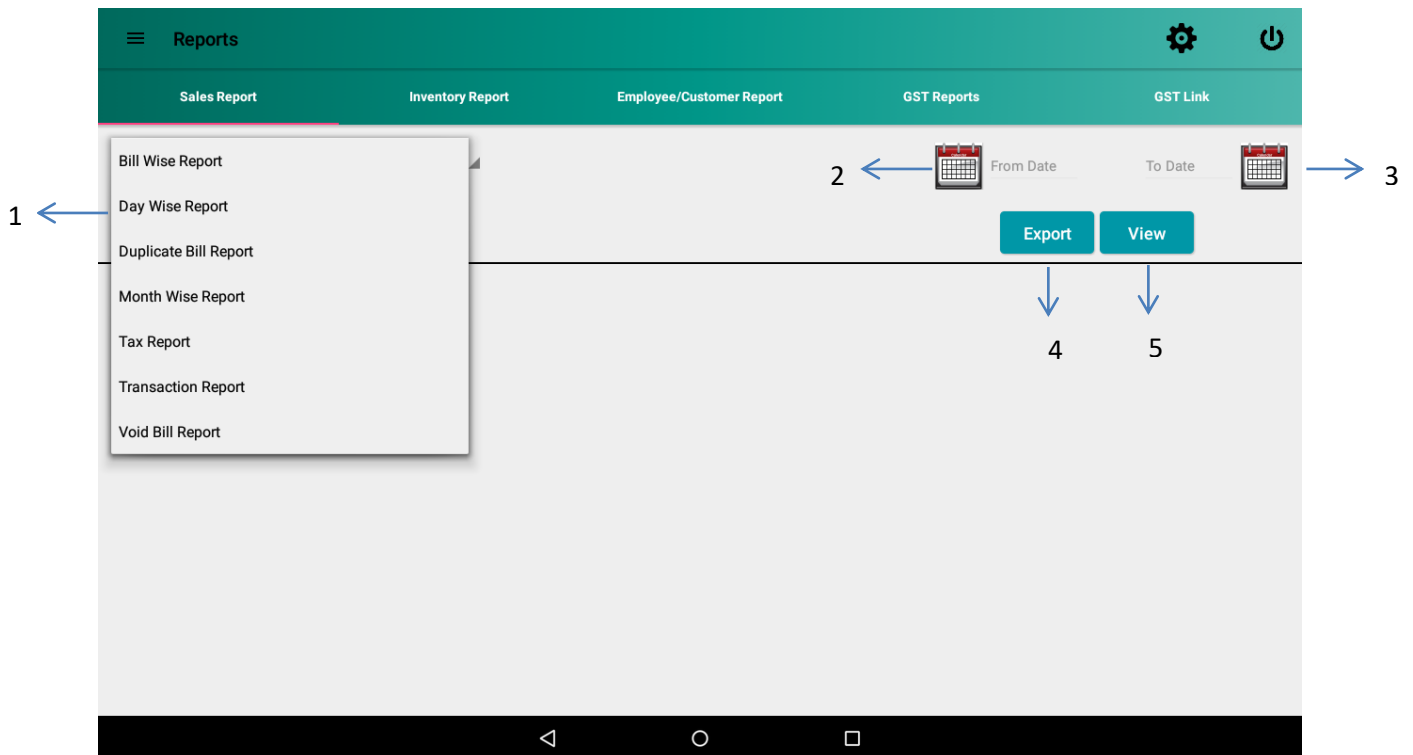 Reports
Sales Report
Inventory Report
Employee/Customer Report
GST Reports
GST Link
Bill Wise Report
Day Wise Report
Duplicate Bill Report
Month Wise Report
Tax Report
Transaction Report
Void Bill Report
1
2
From Date
To Date
3
Export
View
4
5